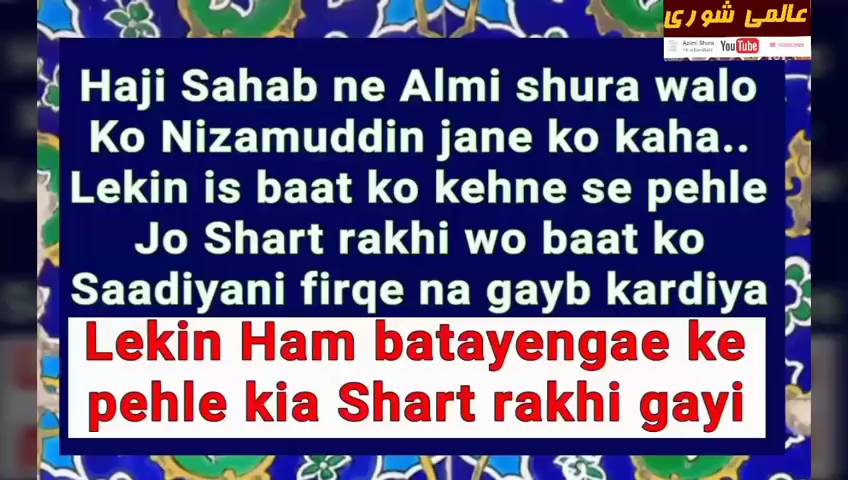 عالمی شوریٰ
YouTube
SUBSCRIBE
Haji Sahab ne Almi shura walo
Ko Nizamuddin jane ko kaha..
Lekin is baat ko kehne se pehle
Jo Shart rakhi wo baat ko
Saadiyani firqe na gayb kardiya
Lekin Ham batayengae ke
pehle kia Shart rakhi gayi